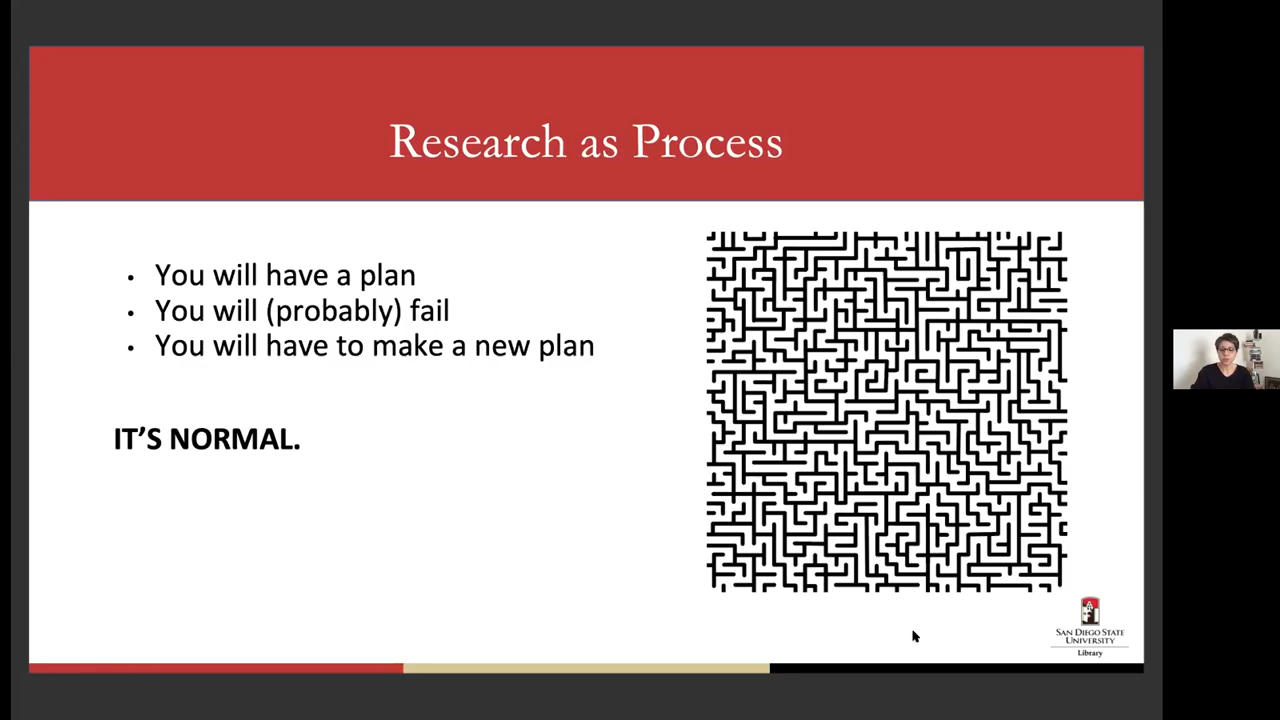 Research as Process
• You will have a plan
• You will (probably) fail
• You will have to make a new plan
IT’S NORMAL.
SAN DIEGO STATE
UNIVERSITY
Library